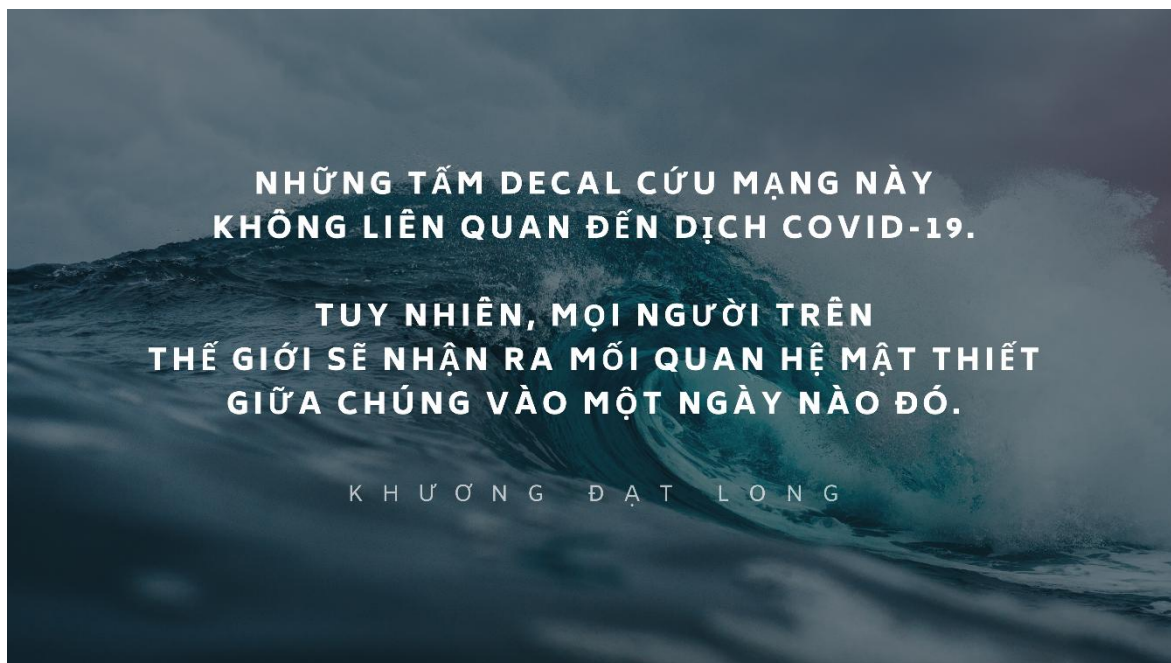 NHỮNG TẤM DECAL CỨU MẠNG NÀY
KHÔNG LIÊN QUAN ĐẾN DỊCH COVID-19.
TUY NHIÊN, MỌI NGƯỜI TRÊN
THẾ GIỚI SẼ NHẬN RA MỐI QUAN HỆ MẬT THIẾT
GIỮA CHÚNG VÀO MỘT NGÀY NÀO ĐÓ.
KHƯƠNG ĐẠT LONG